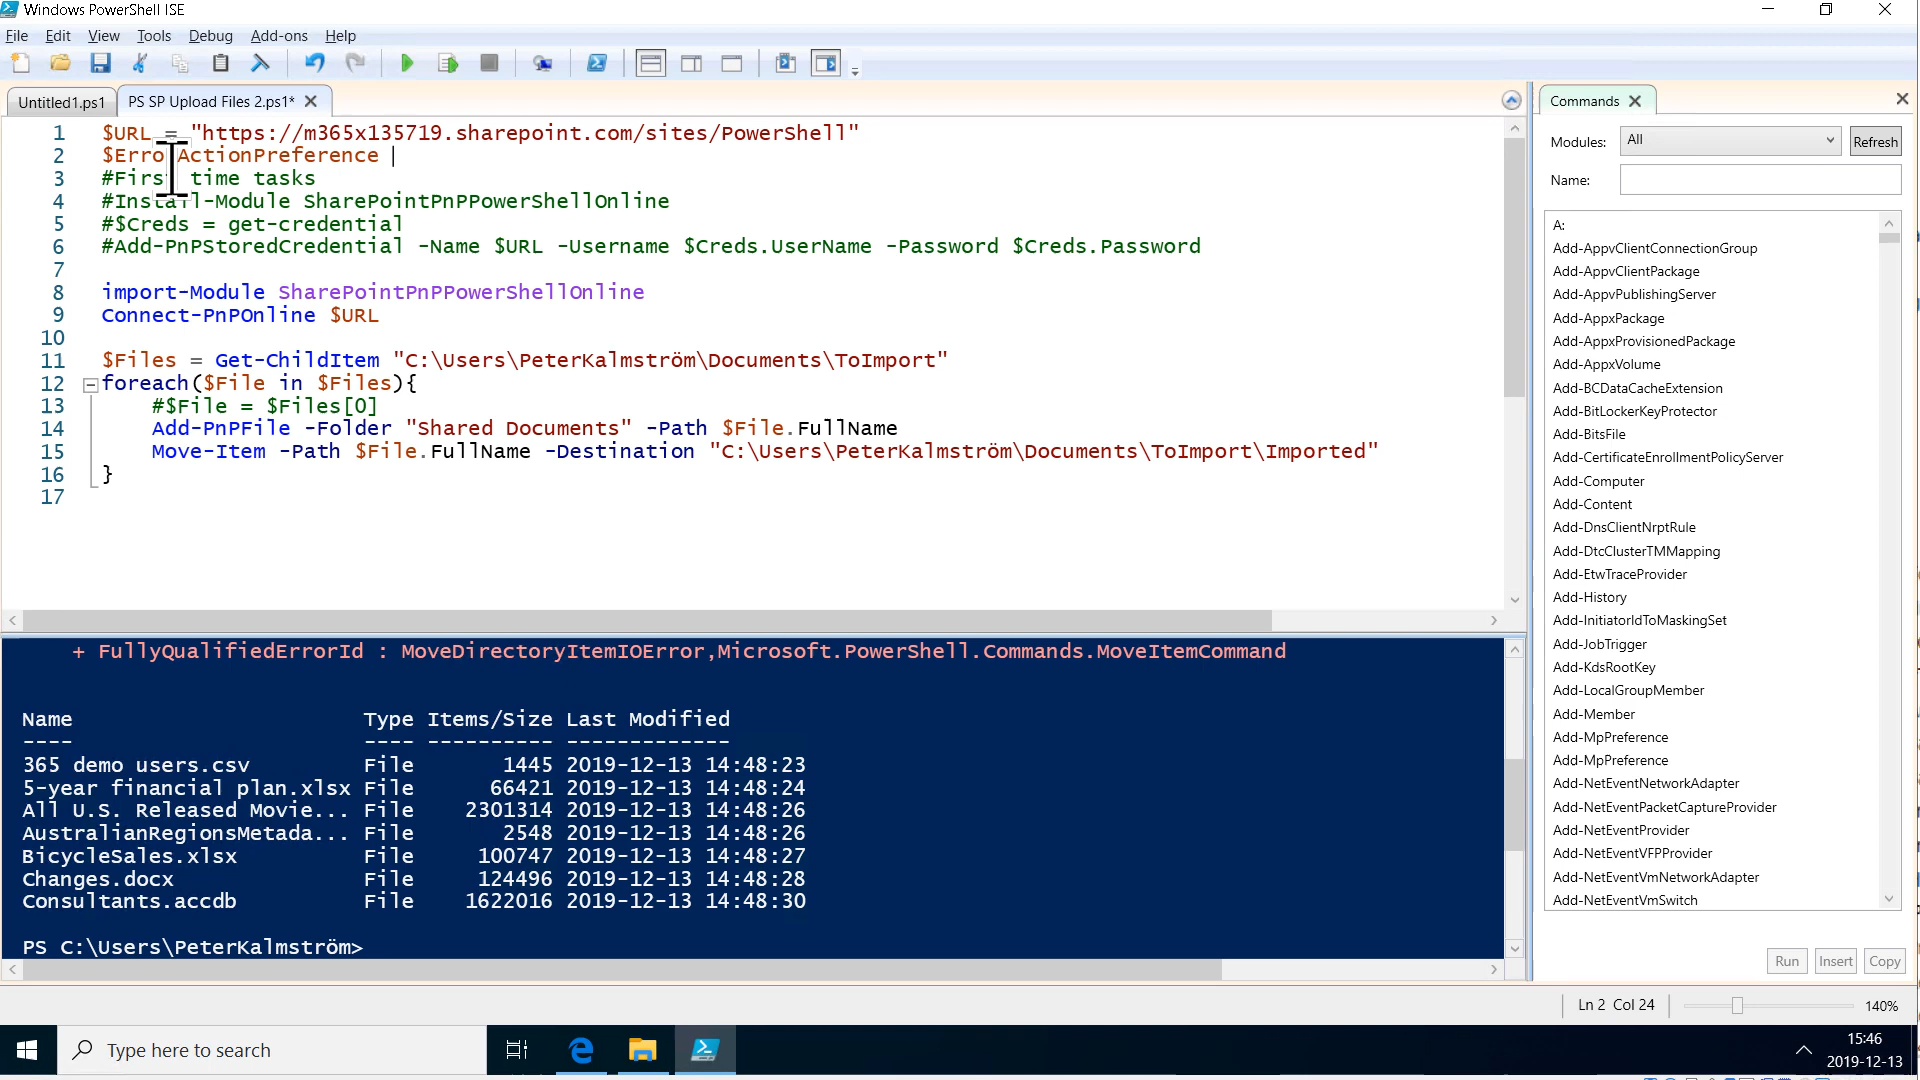 Windows PowerShell ISE
File Edit View Tools Debug Add-ons Help
Untitled1.ps1 PS SP Upload Files 2.ps1*
1 $URL = "https://m365x135719.sharepoint.com/sites/PowerShell"
2 $ErrorActionPreference
3 #First time tasks
4 #Install-Module SharePointPnPPowerShellOnline
5 #$Creds = get-credential
6 #Add-PnPStoredCredential -Name $URL -Username $Creds.UserName -Password $Creds.Password
7
8 import-Module SharePointPnPPowerShellOnline
9 Connect-PnPOnline $URL
10
11 $Files = Get-ChildItem "C:\Users\PeterKalmström\Documents\ToImport"
12 foreach($File in $Files){
13 #$File = $Files[0]
14 Add-PnPFile -Folder "Shared Documents" -Path $File.FullName
15 Move-Item -Path $File.FullName -Destination "C:\Users\PeterKalmström\Documents\ToImport\Imported"
16 }
17
+ FullyQualifiedErrorId : MoveDirectoryItemIOError,Microsoft.PowerShell.Commands.MoveItemCommand
Name Type Items/Size Last Modified
---- ---- ---------- -------------
365 demo users.csv File 1445 2019-12-13 14:48:23
5-year financial plan.xlsx File 66421 2019-12-13 14:48:24
All U.S. Released Movie... File 2301314 2019-12-13 14:48:26
AustralianRegionsMetada... File 2548 2019-12-13 14:48:26
BicycleSales.xlsx File 100747 2019-12-13 14:48:27
Changes.docx File 124496 2019-12-13 14:48:28
Consultants.accdb File 1622016 2019-12-13 14:48:30
PS C:\Users\PeterKalmström>
Commands
Modules: All Refresh
Name:
A:
Add-AppvClientConnectionGroup
Add-AppvClientPackage
Add-AppvPublishingServer
Add-AppxPackage
Add-AppxProvisionedPackage
Add-AppxVolume
Add-BCDataCacheExtension
Add-BitLockerKeyProtector
Add-BitsFile
Add-CertificateEnrollmentPolicyServer
Add-Computer
Add-Content
Add-DnsClientNrptRule
Add-DtcClusterTMMapping
Add-EtwTraceProvider
Add-History
Add-InitiatorIdToMaskingSet
Add-JobTrigger
Add-KdsRootKey
Add-LocalGroupMember
Add-Member
Add-MpPreference
Add-MpPreference
Add-NetEventNetworkAdapter
Add-NetEventPacketCaptureProvider
Add-NetEventProvider
Add-NetEventVFPProvider
Add-NetEventVmNetworkAdapter
Add-NetEventVmSwitch
Run Insert Copy
Ln 2 Col 24 140%
Type here to search
15:46
2019-12-13